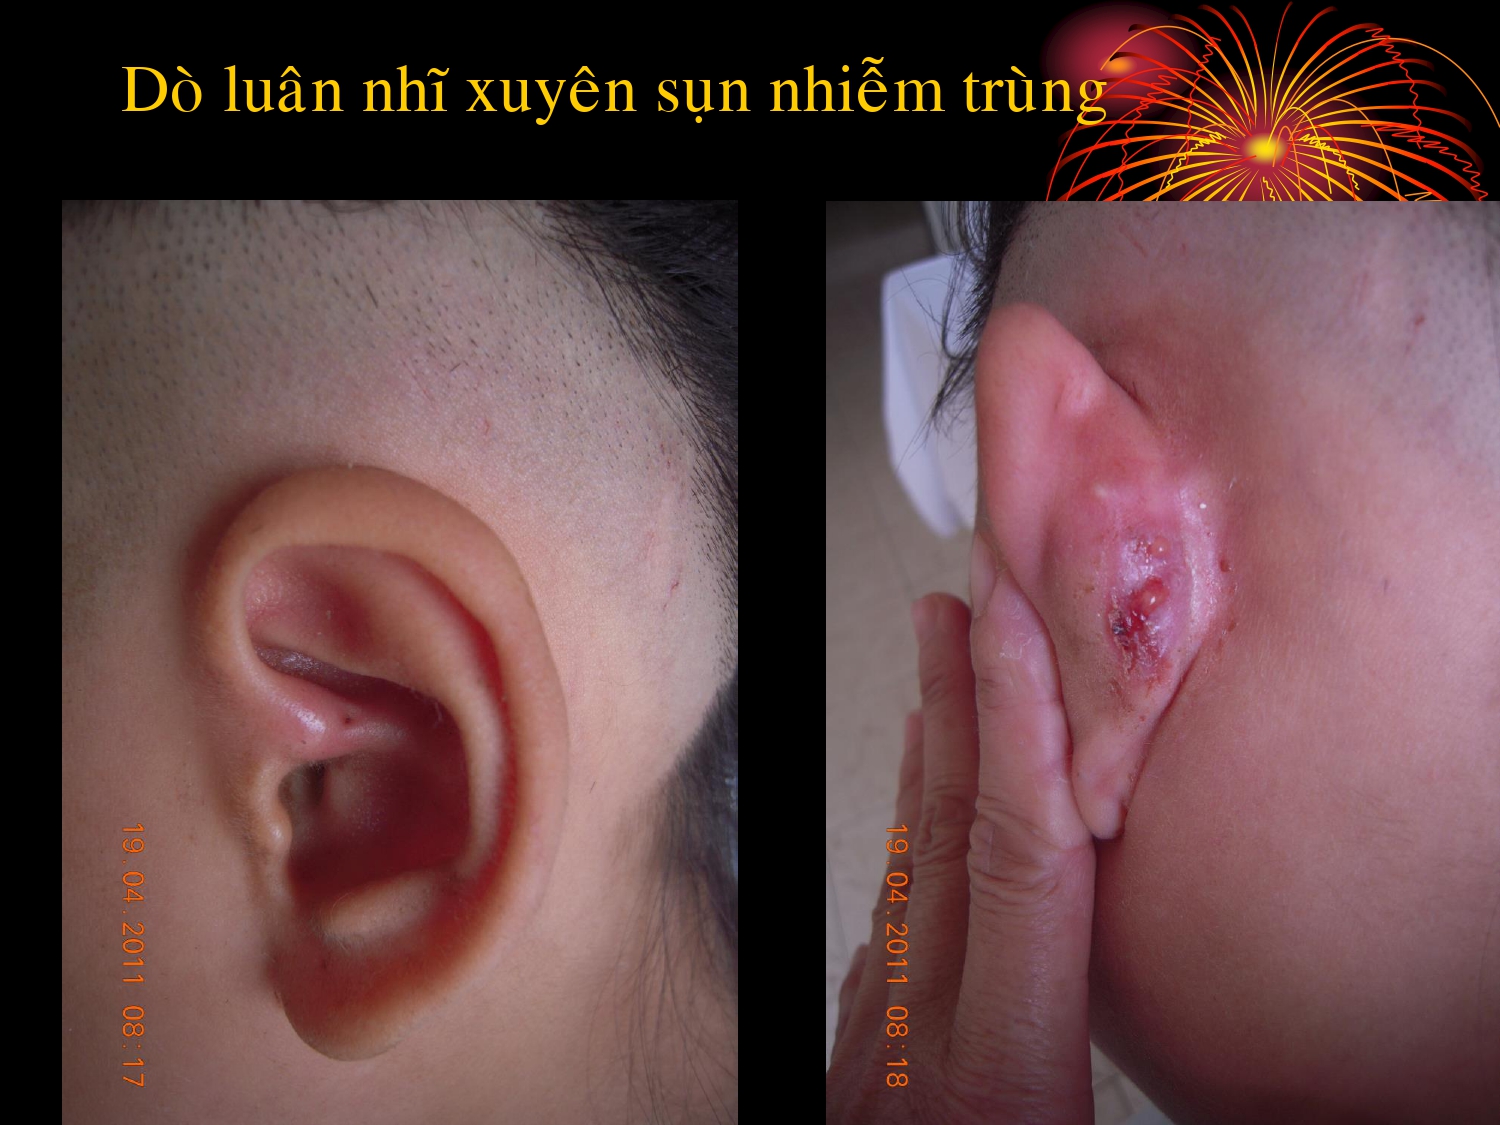 Dò luân nhĩ xuyên sụn nhiễm trùng
19.04.2011 08:17
19.04.2011 08:18